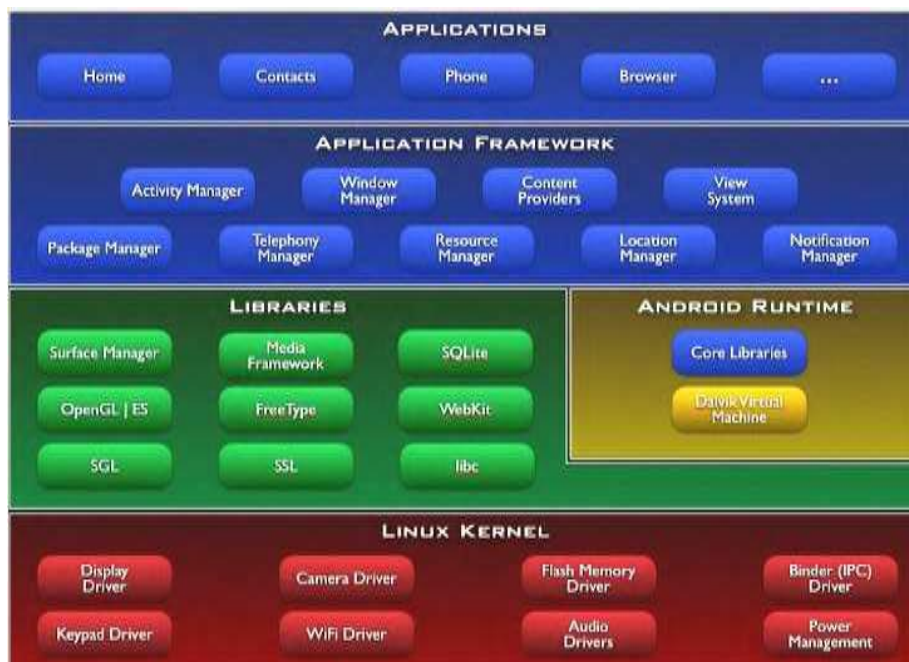 APPLICATIONS
Home
Contacts
Phone
Browser
...
APPLICATION FRAMEWORK
Activity Manager
Window
Manager
Content
Providers
View
System
Package Manager
Telephony
Manager
Resource
Manager
Location
Manager
Notification
Manager
LIBRARIES
Surface Manager
Media
Framework
SQLite
OpenGL | ES
FreeType
WebKit
SGL
SSL
libc
ANDROID RUNTIME
Core Libraries
Dalvik Virtual
Machine
LINUX KERNEL
Display
Driver
Camera Driver
Flash Memory
Driver
Binder (IPC)
Driver
Keypad Driver
WiFi Driver
Audio
Drivers
Power
Management